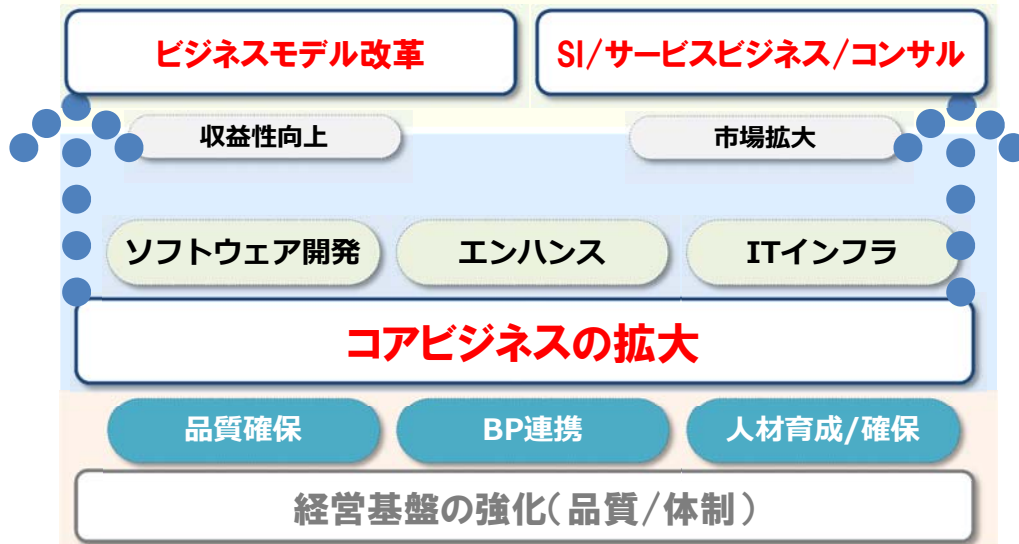 ビジネスモデル改革
SI/サービスビジネス/コンサル
収益性向上
市場拡大
ソフトウェア開発
エンハンス
ITインフラ
コアビジネスの拡大
品質確保
BP連携
人材育成/確保
経営基盤の強化(品質/体制)